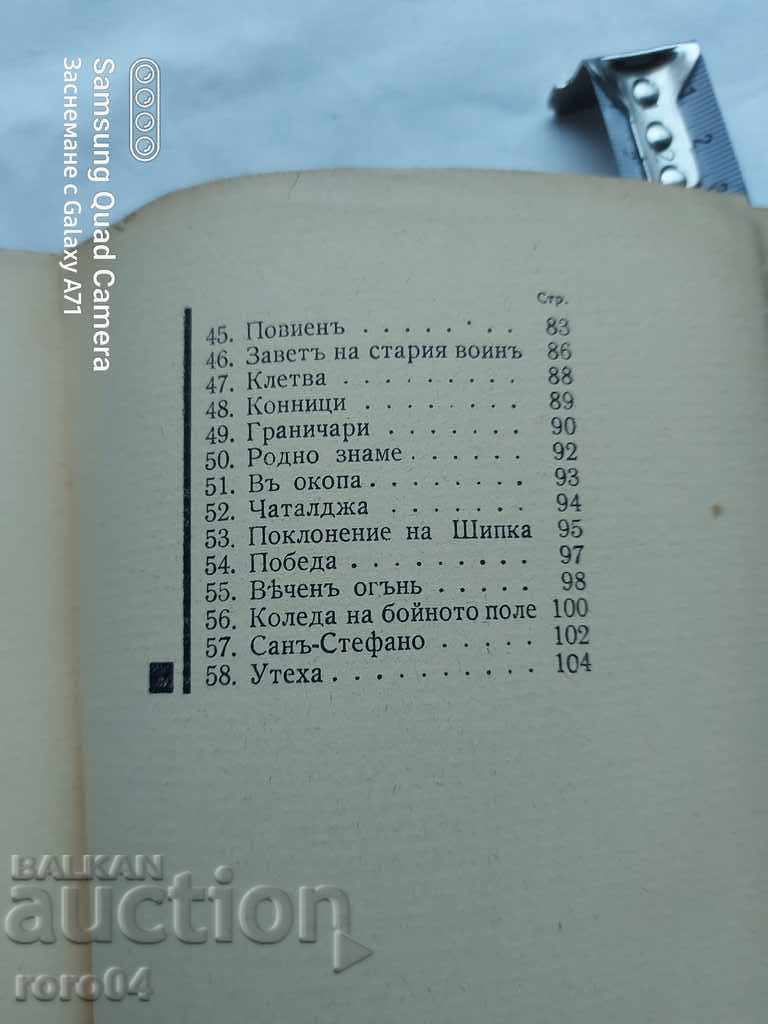 Samsung Quad Camera
Заснемане с Galaxy A71
Стр.
45. Повиенъ . . . . . . . 83
46. Заветъ на стария воинъ 86
47. Клетва . . . . . . . . 88
48. Конници . . . . . . . 89
49. Граничари . . . . . . 90
50. Родно знаме . . . . . . 92
51. Въ окопа . . . . . . . 93
52. Чаталджа . . . . . . 94
53. Поклонение на Шипка 95
54. Победа . . . . . . . . . 97
55. Вѣченъ огънь . . . . . 98
56. Коледа на бойното поле 100
57. Санъ-Стефано . . . . . 102
58. Утеха . . . . . . . . . 104
BALKAN
auction
roro04